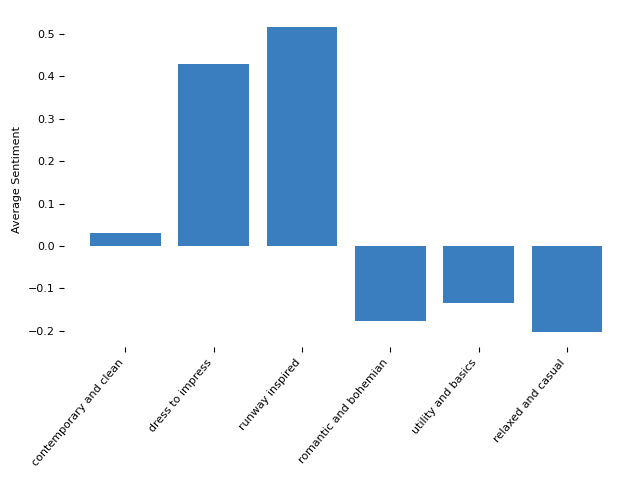 Average Sentiment
0.5
0.4
0.3
0.2
0.1
0.0
−0.1
−0.2
contemporary and clean
dress to impress
runway inspired
romantic and bohemian
utility and basics
relaxed and casual